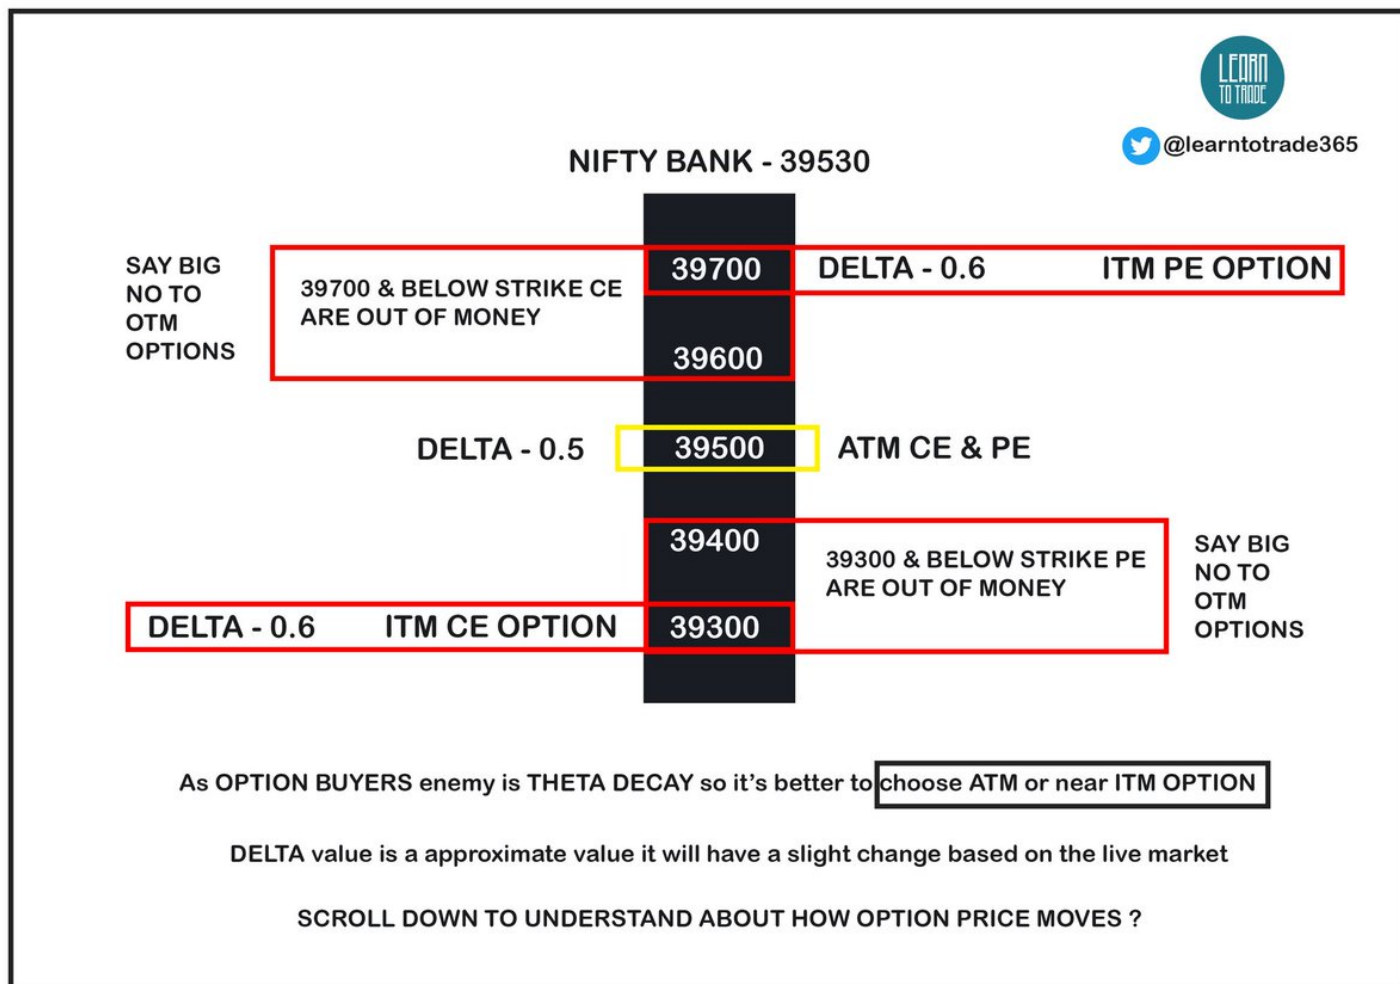 LEARN
TO TRADE
@learntotrade365
NIFTY BANK - 39530
SAY BIG
NO TO
OTM
OPTIONS
39700 & BELOW STRIKE CE
ARE OUT OF MONEY
39700
DELTA - 0.6
ITM PE OPTION
39600
DELTA - 0.5
39500
ATM CE & PE
39400
39300 & BELOW STRIKE PE
ARE OUT OF MONEY
SAY BIG
NO TO
OTM
OPTIONS
DELTA - 0.6
ITM CE OPTION
39300
As OPTION BUYERS enemy is THETA DECAY so it's better to choose ATM or near ITM OPTION
DELTA value is a approximate value it will have a slight change based on the live market
SCROLL DOWN TO UNDERSTAND ABOUT HOW OPTION PRICE MOVES ?